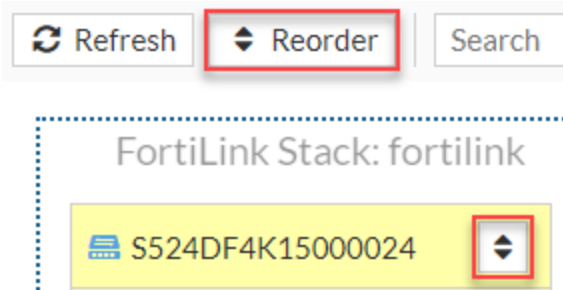 Refresh Reorder Search
FortiLink Stack: fortilink
S524DF4K15000024